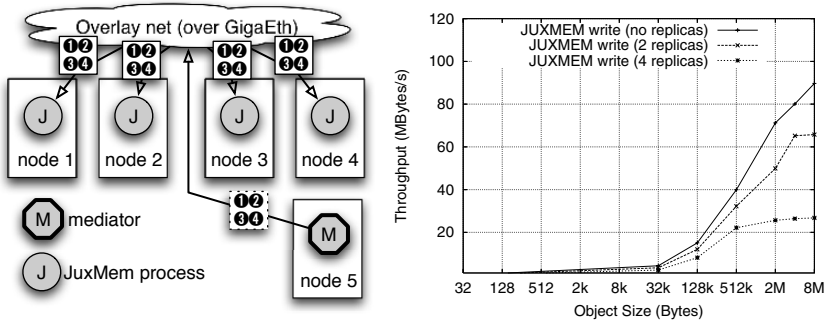 Overlay net (over GigaEth)
❶❷ ❶❷ ❶❷ ❶❷
❸❹ ❸❹ ❸❹ ❸❹
J J J J
node 1 node 2 node 3 node 4
❶❷
❸❹
M mediator
M
J JuxMem process
node 5
JUXMEM write (no replicas)
JUXMEM write (2 replicas)
JUXMEM write (4 replicas)
Throughput (MBytes/s)
120
100
80
60
40
20
32 128 512 2k 8k 32k 128k 512k 2M 8M
Object Size (Bytes)